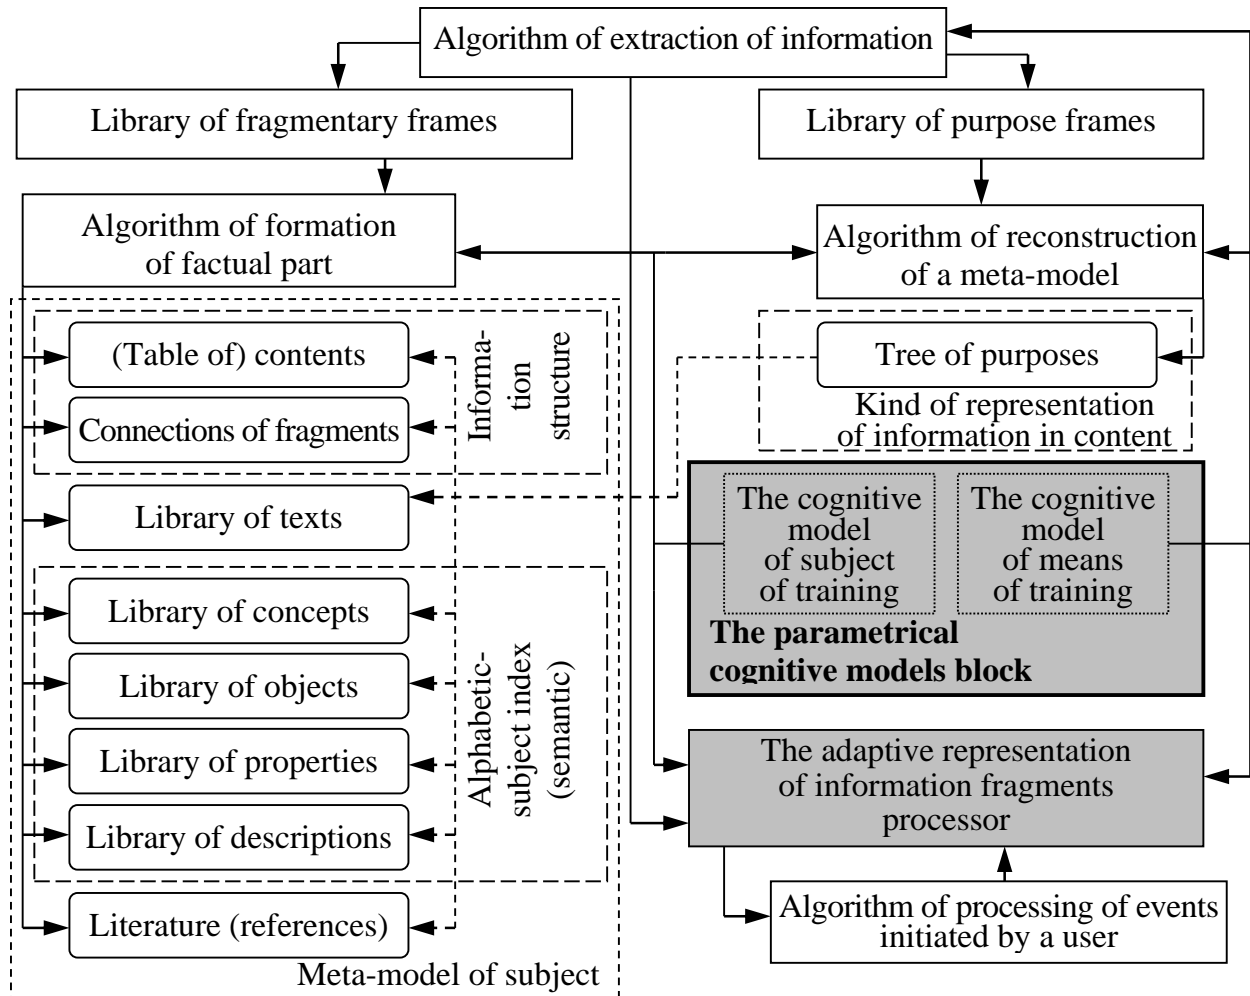 Algorithm of extraction of information
Library of fragmentary frames
Library of purpose frames
Algorithm of formation
of factual part
Algorithm of reconstruction
of a meta-model
(Table of) contents
Connections of fragments
Informa-
tion
structure
Tree of purposes
Kind of representation
of information in content
Library of texts
The cognitive
model
of subject
of training
The cognitive
model
of means
of training
The parametrical
cognitive models block
Library of concepts
Library of objects
Library of properties
Library of descriptions
Alphabetic-
subject index
(semantic)
The adaptive representation
of information fragments
processor
Literature (references)
Algorithm of processing of events
initiated by a user
Meta-model of subject